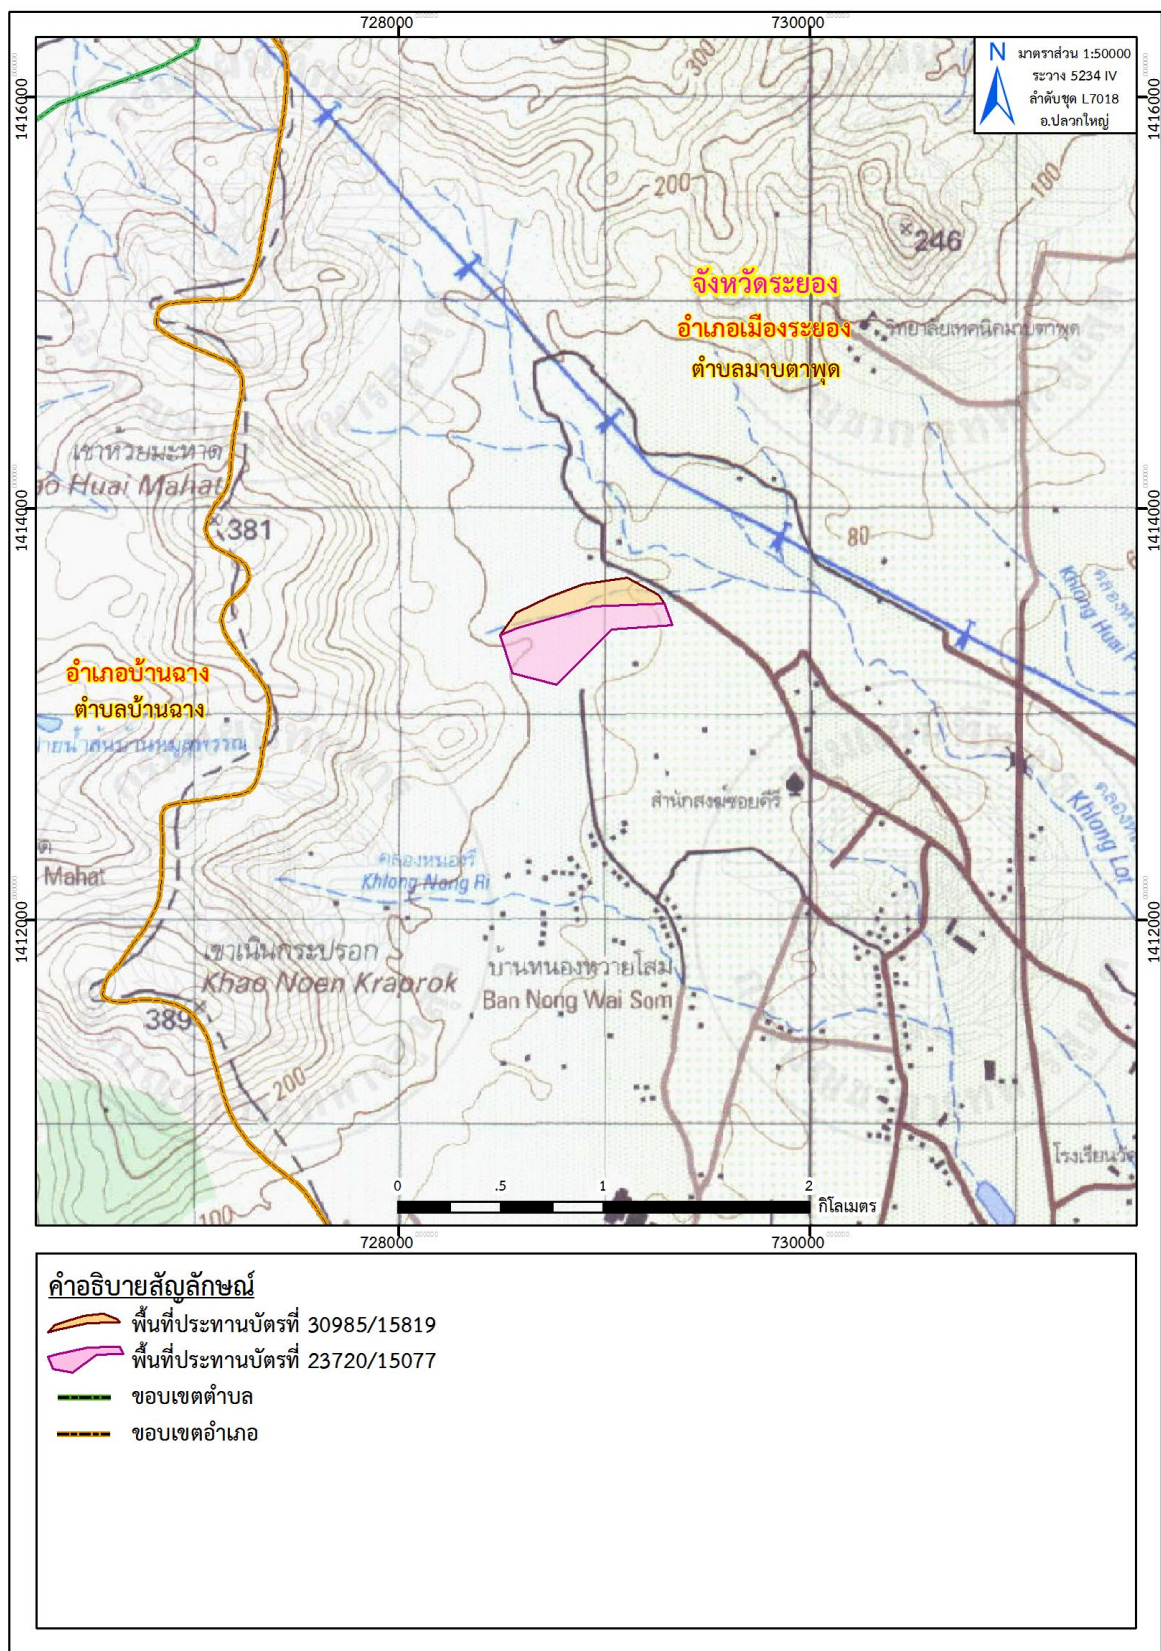 728000
730000
N
มาตราส่วน 1:50000
ระวาง 5234 IV
ลำดับชุด L7018
อ.ปลวกใหญ่
1416000
1416000
300
200
100
246
จังหวัดระยอง
อำเภอเมืองระยอง
ตำบลมาบตาพุด
วิทยาลัยเทคนิคมาบตาพุด
เขาห้วยมะหาด
Huai Mahat
381
1414000
1414000
80
Khlong Huai
อำเภอบ้านฉาง
ตำบลบ้านฉาง
สำนักสงฆ์ซอยคีรี
Khlong Lot
คลองหนองรี
Khlong Nong Ri
Mahat
1412000
1412000
เขาเนินกระปรอก
Khao Noen Kraprok
389
บ้านหนองหวายโสม
Ban Nong Wai Som
200
100
0
.5
1
2
กิโลเมตร
728000
730000
คำอธิบายสัญลักษณ์
พื้นที่ประทานบัตรที่ 30985/15819
พื้นที่ประทานบัตรที่ 23720/15077
ขอบเขตตำบล
ขอบเขตอำเภอ